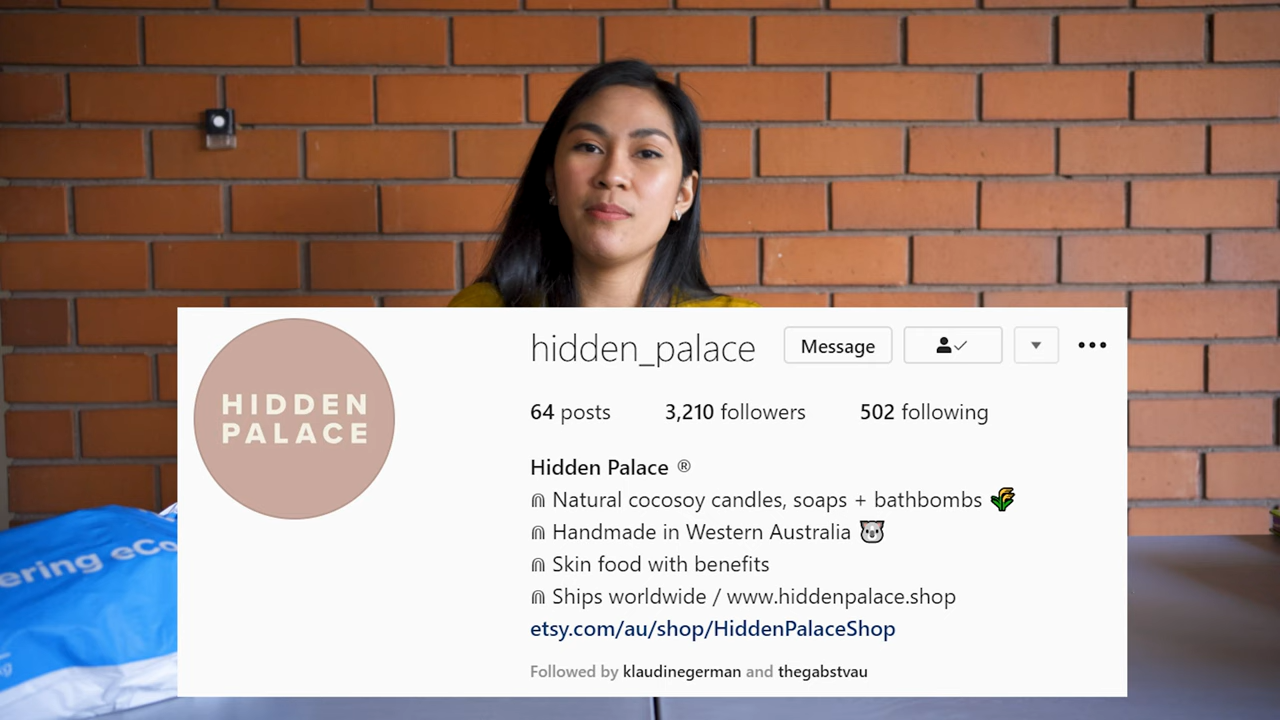 HIDDEN
PALACE
hidden_palace Message
64 posts 3,210 followers 502 following
Hidden Palace ®
⋒ Natural cocosoy candles, soaps + bathbombs 🌾
⋒ Handmade in Western Australia 🐨
⋒ Skin food with benefits
⋒ Ships worldwide / www.hiddenpalace.shop
etsy.com/au/shop/HiddenPalaceShop
Followed by klaudinegerman and thegabstvau
ering eCo